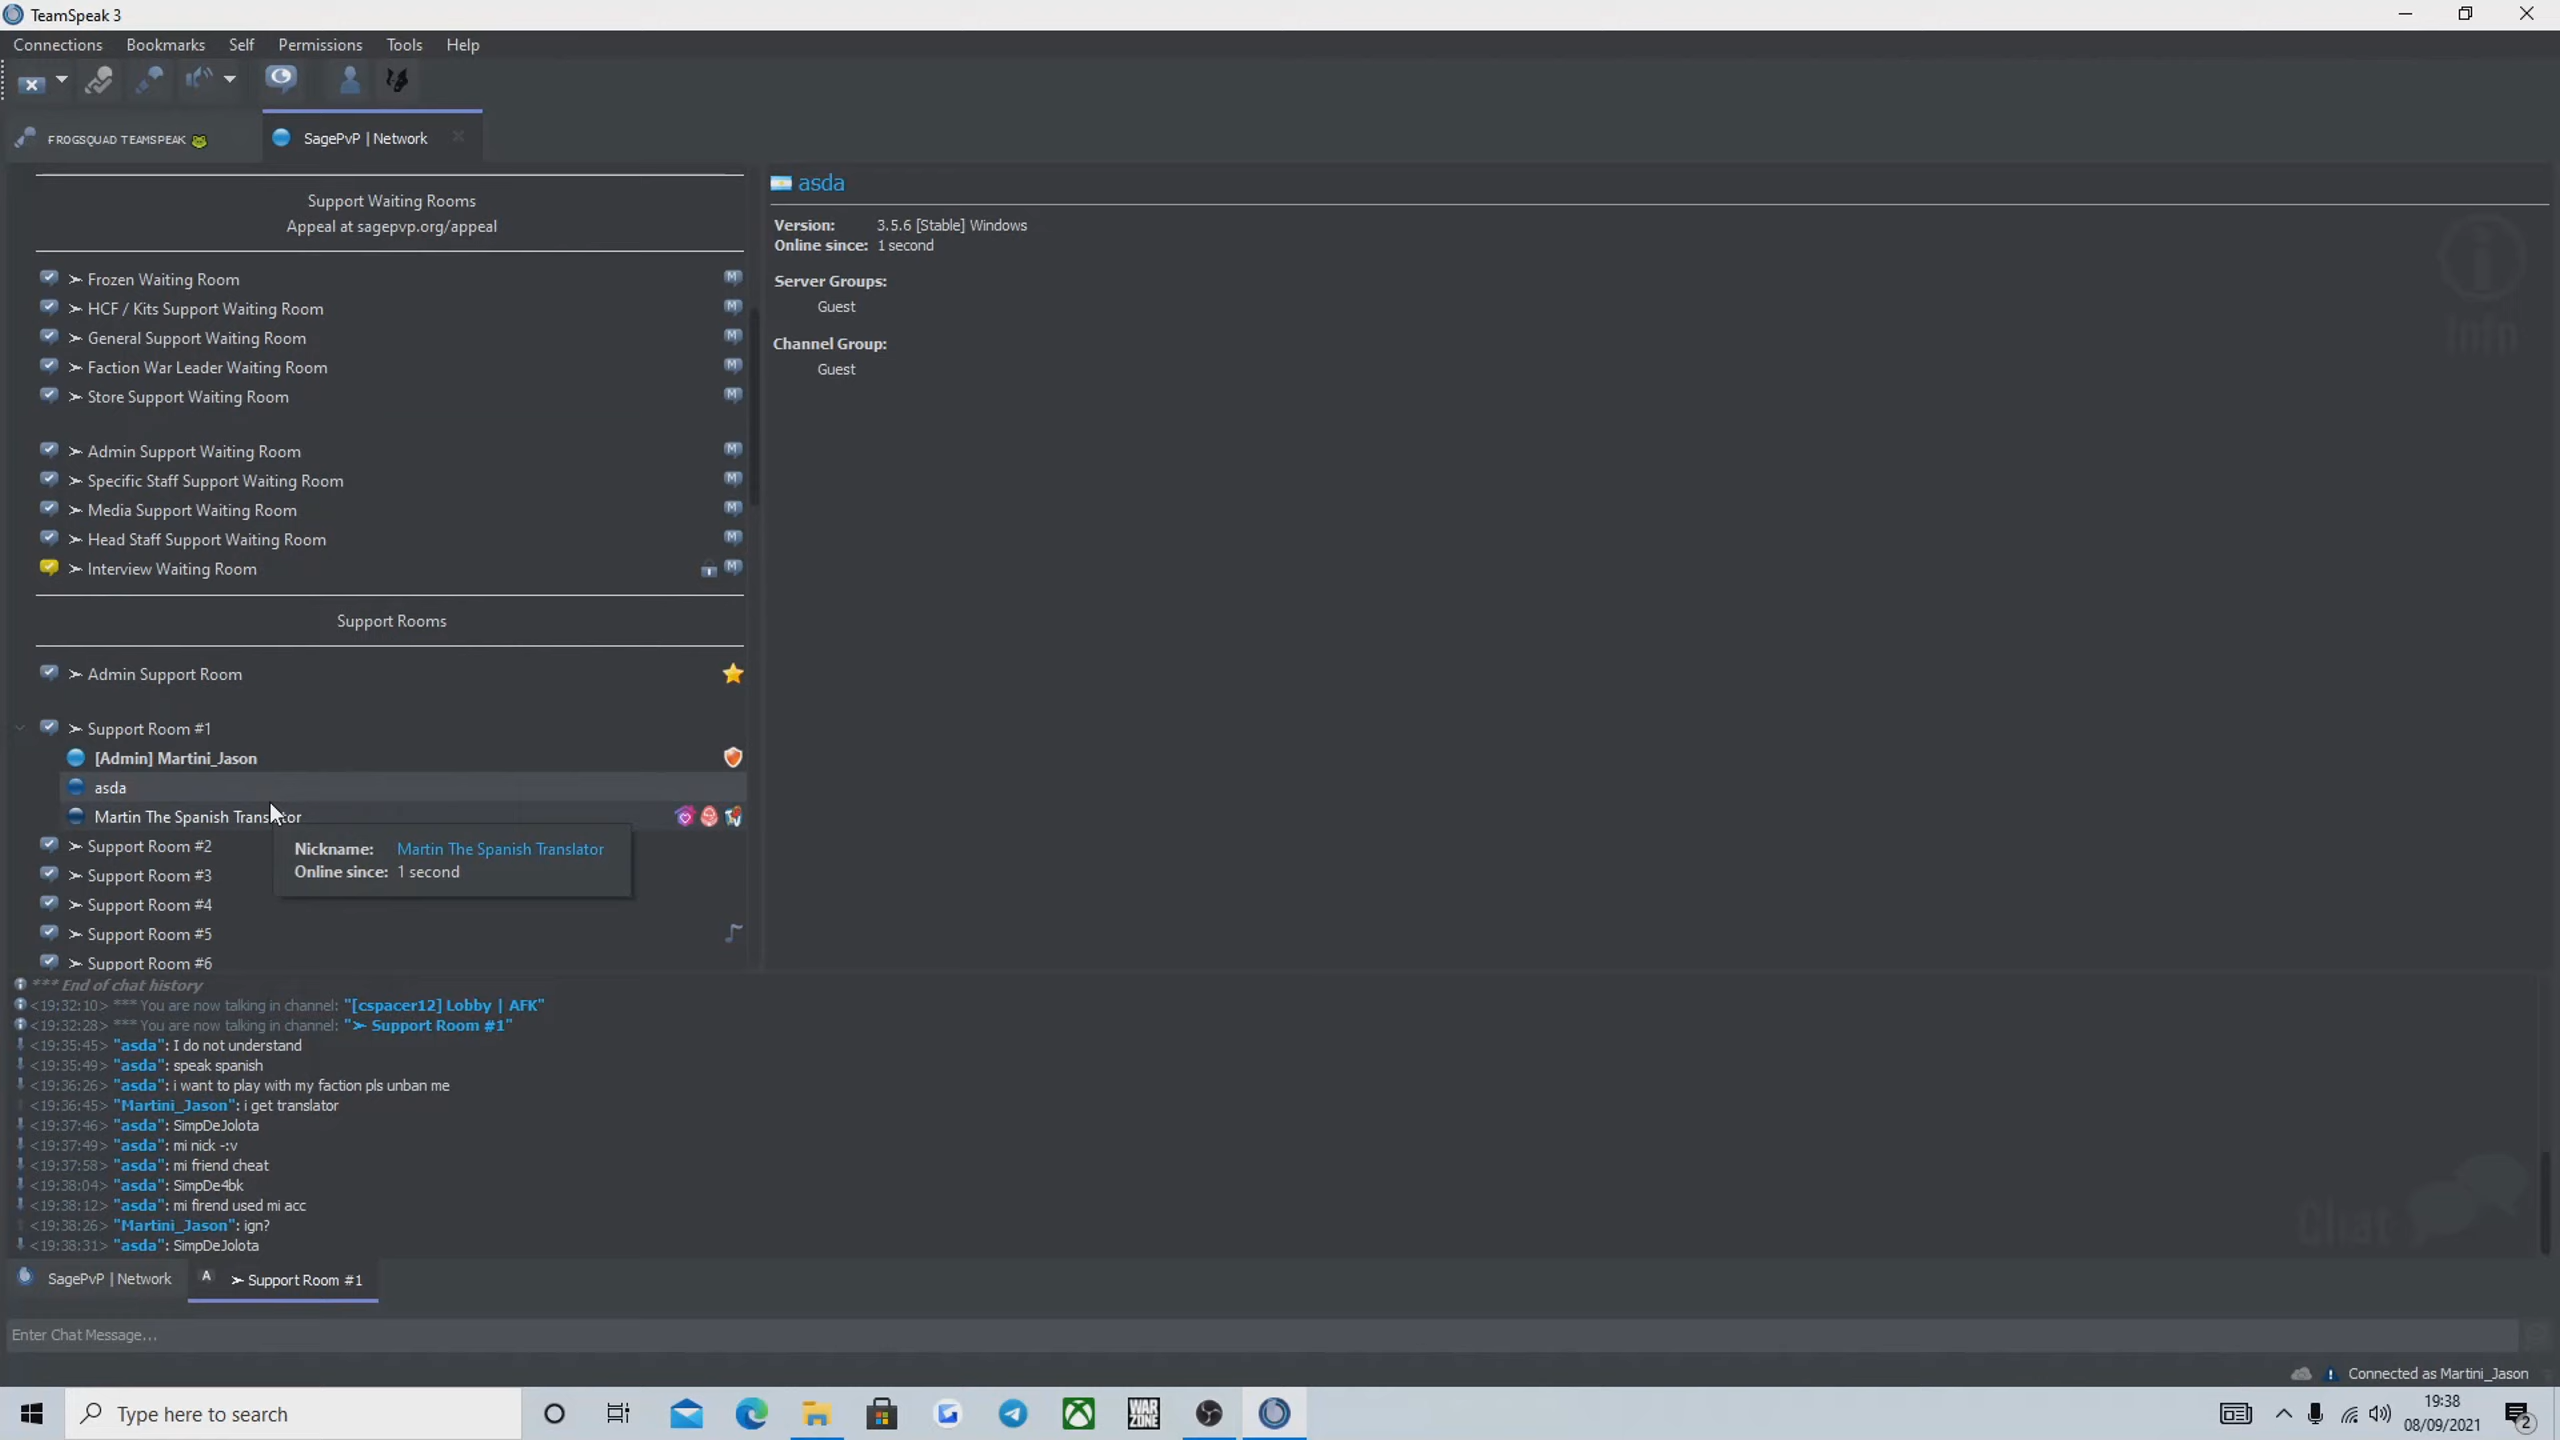 TeamSpeak 3
Connections Bookmarks Self Permissions Tools Help
FROGSQUAD TEAMSPEAK
SagePvP | Network
Support Waiting Rooms
Appeal at sagepvp.org/appeal
➢ Frozen Waiting Room
➢ HCF / Kits Support Waiting Room
➢ General Support Waiting Room
➢ Faction War Leader Waiting Room
➢ Store Support Waiting Room
➢ Admin Support Waiting Room
➢ Specific Staff Support Waiting Room
➢ Media Support Waiting Room
➢ Head Staff Support Waiting Room
➢ Interview Waiting Room
Support Rooms
➢ Admin Support Room
➢ Support Room #1
[Admin] Martini_Jason
asda
Martin The Spanish Translator
➢ Support Room #2
➢ Support Room #3
➢ Support Room #4
➢ Support Room #5
➢ Support Room #6
Nickname: Martin The Spanish Translator
Online since: 1 second
asda
Version: 3.5.6 [Stable] Windows
Online since: 1 second
Server Groups:
Guest
Channel Group:
Guest
Info
*** End of chat history
<19:32:10> *** You are now talking in channel: "[cspacer12] Lobby | AFK"
<19:32:28> *** You are now talking in channel: "➢ Support Room #1"
<19:35:45> "asda": I do not understand
<19:35:49> "asda": speak spanish
<19:36:26> "asda": i want to play with my faction pls unban me
<19:36:45> "Martini_Jason": i get translator
<19:37:46> "asda": SimpDeJolota
<19:37:49> "asda": mi nick -:v
<19:37:58> "asda": mi friend cheat
<19:38:04> "asda": SimpDe4bk
<19:38:12> "asda": mi firend used mi acc
<19:38:26> "Martini_Jason": ign?
<19:38:31> "asda": SimpDeJolota
Chat
SagePvP | Network
A ➢ Support Room #1
Enter Chat Message...
Connected as Martini_Jason
Type here to search
WAR
ZONE
19:38
08/09/2021
2